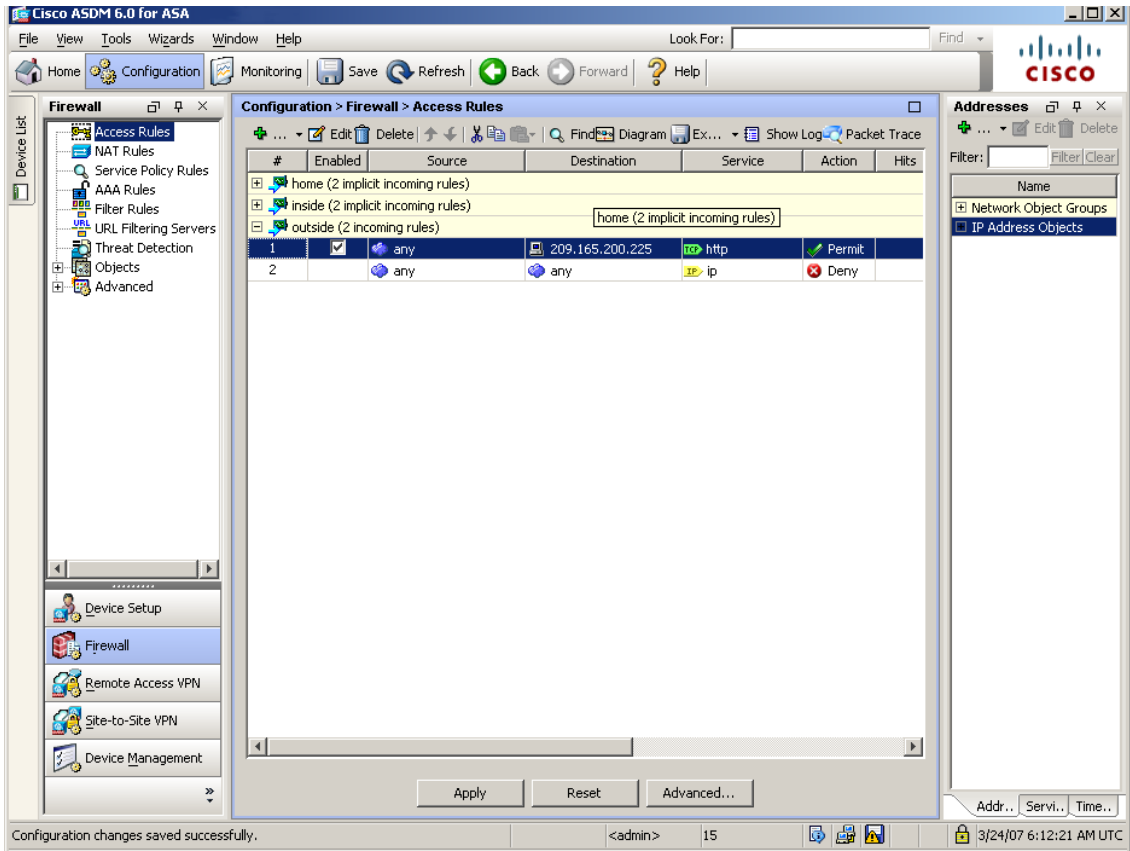 Cisco ASDM 6.0 for ASA
File View Tools Wizards Window Help Look For: Find
Home Configuration Monitoring Save Refresh Back Forward Help
CISCO
Device List
Firewall
Access Rules
NAT Rules
Service Policy Rules
AAA Rules
Filter Rules
URL Filtering Servers
Threat Detection
Objects
Advanced
Device Setup
Firewall
Remote Access VPN
Site-to-Site VPN
Device Management
Configuration > Firewall > Access Rules
... Edit Delete Find Diagram Ex... Show Log Packet Trace
# Enabled Source Destination Service Action Hits
home (2 implicit incoming rules)
inside (2 implicit incoming rules)
home (2 implicit incoming rules)
outside (2 incoming rules)
1 any 209.165.200.225 TCP http Permit
2 any any IP ip Deny
Apply Reset Advanced...
Addresses
... Edit Delete
Filter: Filter Clear
Name
Network Object Groups
IP Address Objects
Addr.. Servi.. Time..
Configuration changes saved successfully. <admin> 15 3/24/07 6:12:21 AM UTC